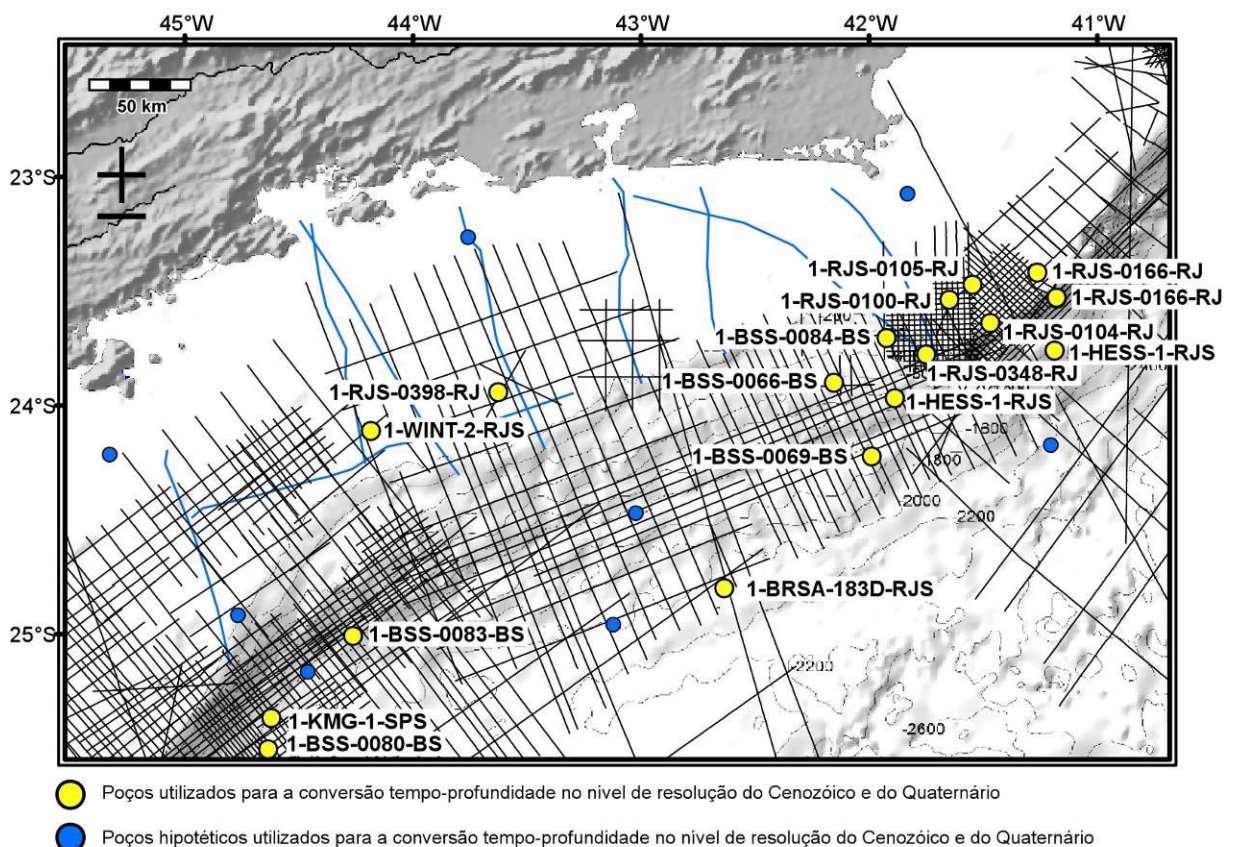 45°W 44°W 43°W 42°W 41°W
50 km
23°S
1-RJS-0105-RJ
1-RJS-0166-RJ
1-RJS-0100-RJ
1-RJS-0166-RJ
-200
1-BSS-0084-BS
1-RJS-0104-RJ
1-HESS-1-RJS
1-RJS-0348-RJ
1-BSS-0066-BS
1-RJS-0398-RJ
24°S
1-HESS-1-RJS
1-WINT-2-RJS
-1800
1-BSS-0069-BS
-1800
-2000
-2200
1-BRSA-183D-RJS
25°S
1-BSS-0083-BS
-2200
1-KMG-1-SPS
-2600
1-BSS-0080-BS
Poços utilizados para a conversão tempo-profundidade no nível de resolução do Cenozóico e do Quaternário
Poços hipotéticos utilizados para a conversão tempo-profundidade no nível de resolução do Cenozóico e do Quaternário